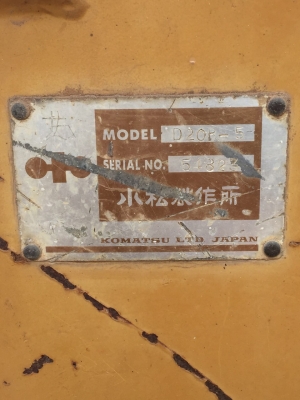 MODEL D20P-5
SERIAL NO.
小松製作所
KOMATSU LTD JAPAN